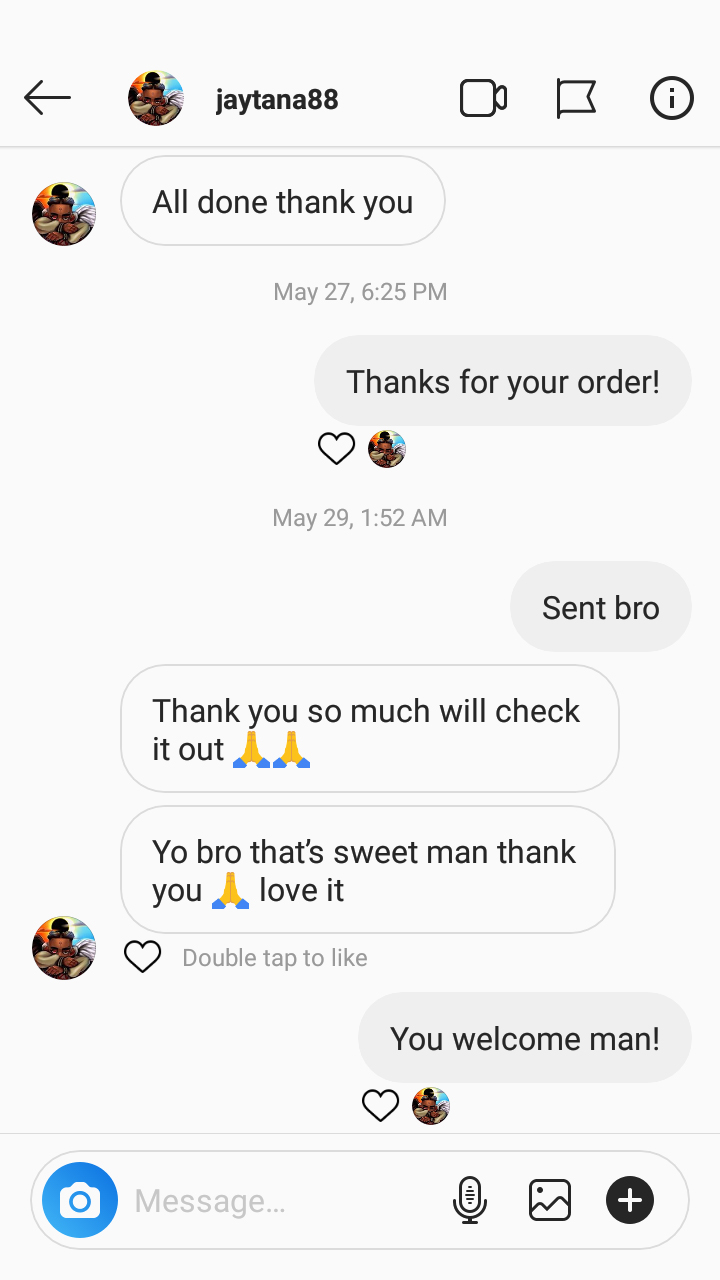 jaytana88
All done thank you
May 27, 6:25 PM
Thanks for your order!
May 29, 1:52 AM
Sent bro
Thank you so much will check
it out 🙏🙏
Yo bro that’s sweet man thank
you 🙏 love it
Double tap to like
You welcome man!
Message…